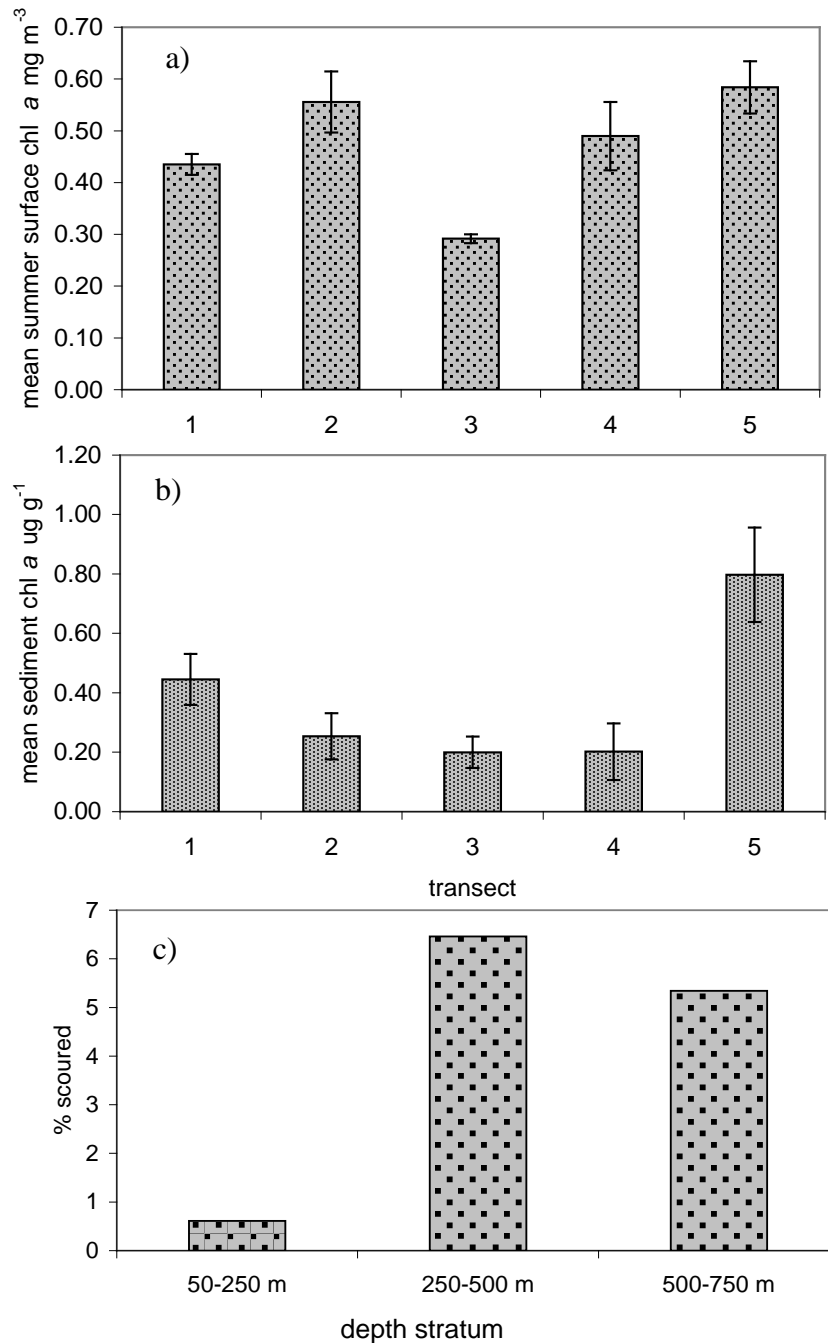 a)
mean summer surface chl a mg m-3
0.70
0.60
0.50
0.40
0.30
0.20
0.10
0.00
1 2 3 4 5
b)
mean sediment chl a ug g-1
1.20
1.00
0.80
0.60
0.40
0.20
0.00
1 2 3 4 5
transect
c)
% scoured
7
6
5
4
3
2
1
0
50-250 m 250-500 m 500-750 m
depth stratum